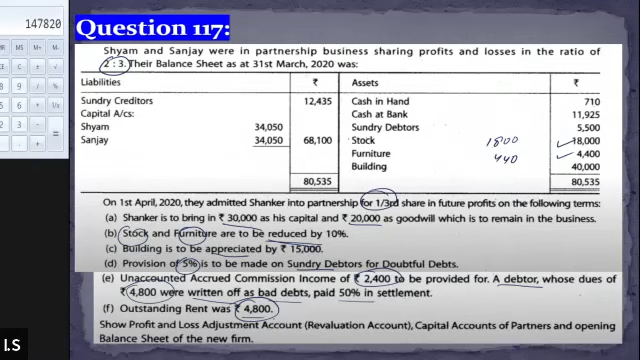 147820
MR M- M+ M-
Question 117:
Shyam and Sanjay were in partnership business sharing profits and losses in the ratio of
2 : 3. Their Balance Sheet as at 31st March, 2020 was:
Liabilities ₹ Assets ₹
Sundry Creditors 12,435 Cash in Hand 710
Capital A/cs: Cash at Bank 11,925
Shyam 34,050 Sundry Debtors 5,500
Sanjay 34,050 68,100 Stock 1800 18,000
Furniture 440 4,400
Building 40,000
80,535 80,535
On 1st April, 2020, they admitted Shanker into partnership for 1/3rd share in future profits on the following terms:
(a) Shanker is to bring in ₹ 30,000 as his capital and ₹ 20,000 as goodwill which is to remain in the business.
(b) Stock and Furniture are to be reduced by 10%.
(c) Building is to be appreciated by ₹ 15,000.
(d) Provision of 5% is to be made on Sundry Debtors for Doubtful Debts.
(e) Unaccounted Accrued Commission Income of ₹ 2,400 to be provided for. A debtor, whose dues of
₹ 4,800 were written off as bad debts, paid 50% in settlement.
(f) Outstanding Rent was ₹ 4,800.
Show Profit and Loss Adjustment Account (Revaluation Account), Capital Accounts of Partners and opening
Balance Sheet of the new firm.
I.S